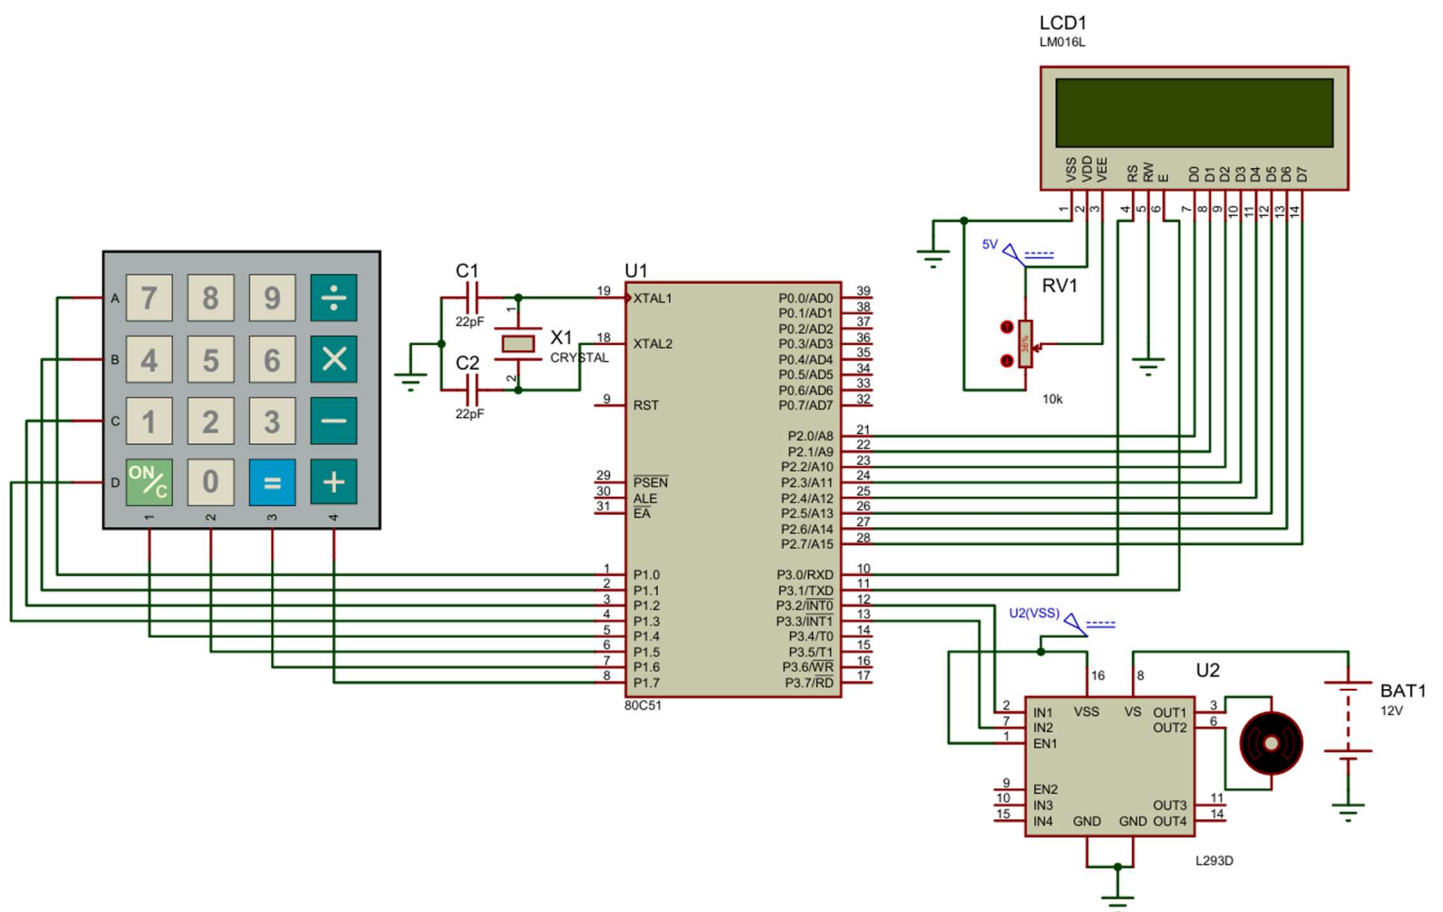 LCD1
LM016L
VSS VDD VEE RS RW E D0 D1 D2 D3 D4 D5 D6 D7
1 2 3 4 5 6 7 8 9 10 11 12 13 14
5V
RV1
36%
10k
A 7 8 9 ÷
B 4 5 6 ×
C 1 2 3 −
D ON/C 0 = +
1 2 3 4
C1
22pF
C2
22pF
1
X1
CRYSTAL
2
U1
19 XTAL1 P0.0/AD0 39
P0.1/AD1 38
P0.2/AD2 37
18 XTAL2 P0.3/AD3 36
P0.4/AD4 35
P0.5/AD5 34
P0.6/AD6 33
9 RST P0.7/AD7 32
P2.0/A8 21
P2.1/A9 22
P2.2/A10 23
29 PSEN P2.3/A11 24
30 ALE P2.4/A12 25
31 EA P2.5/A13 26
P2.6/A14 27
P2.7/A15 28
1 P1.0 P3.0/RXD 10
2 P1.1 P3.1/TXD 11
3 P1.2 P3.2/INT0 12
4 P1.3 P3.3/INT1 13
5 P1.4 P3.4/T0 14
6 P1.5 P3.5/T1 15
7 P1.6 P3.6/WR 16
8 P1.7 P3.7/RD 17
80C51
U2(VSS)
U2
16 8
2 IN1 VSS VS OUT1 3
7 IN2 OUT2 6
1 EN1
9 EN2
10 IN3 OUT3 11
15 IN4 GND GND OUT4 14
L293D
BAT1
12V